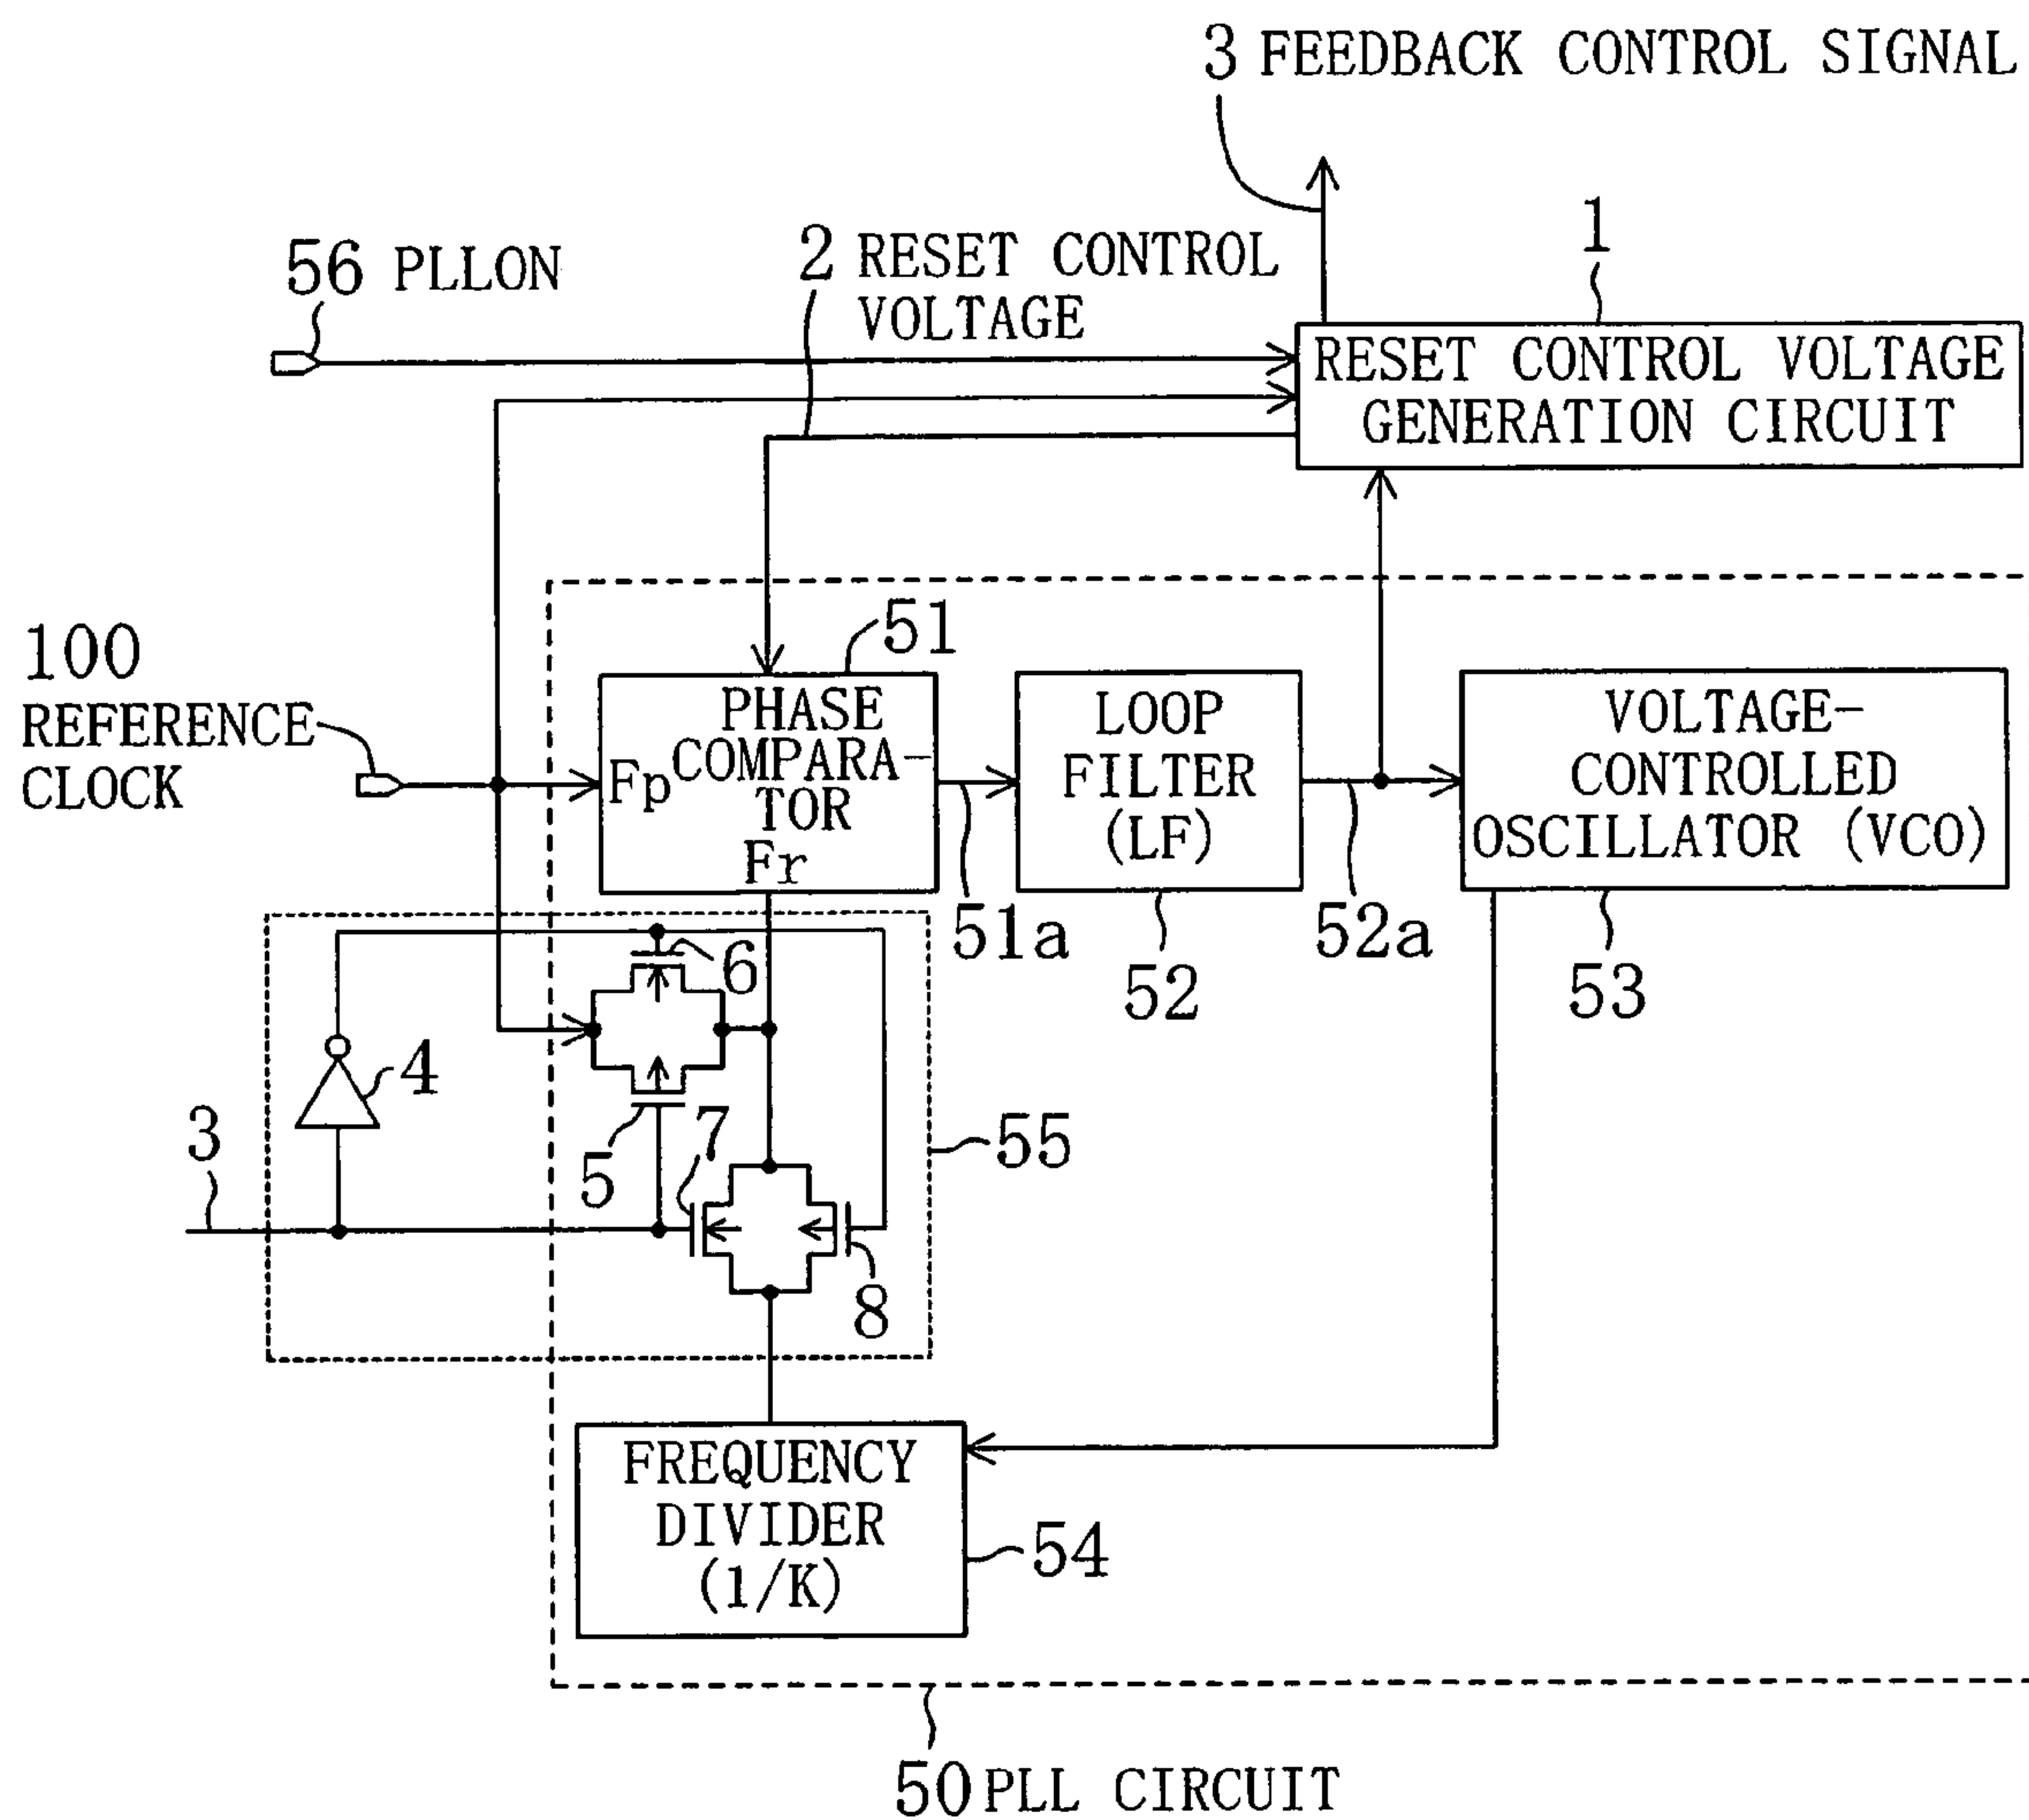 3 FEEDBACK CONTROL SIGNAL
56 PLLON
2 RESET CONTROL
VOLTAGE
1
RESET CONTROL VOLTAGE
GENERATION CIRCUIT
100
REFERENCE
CLOCK
51
PHASE
COMPARA-
TOR
Fp
Fr
51a
LOOP
FILTER
(LF)
52
52a
VOLTAGE-
CONTROLLED
OSCILLATOR (VCO)
53
6
4
5
7
3
8
55
FREQUENCY
DIVIDER
(1/K)
54
50 PLL CIRCUIT